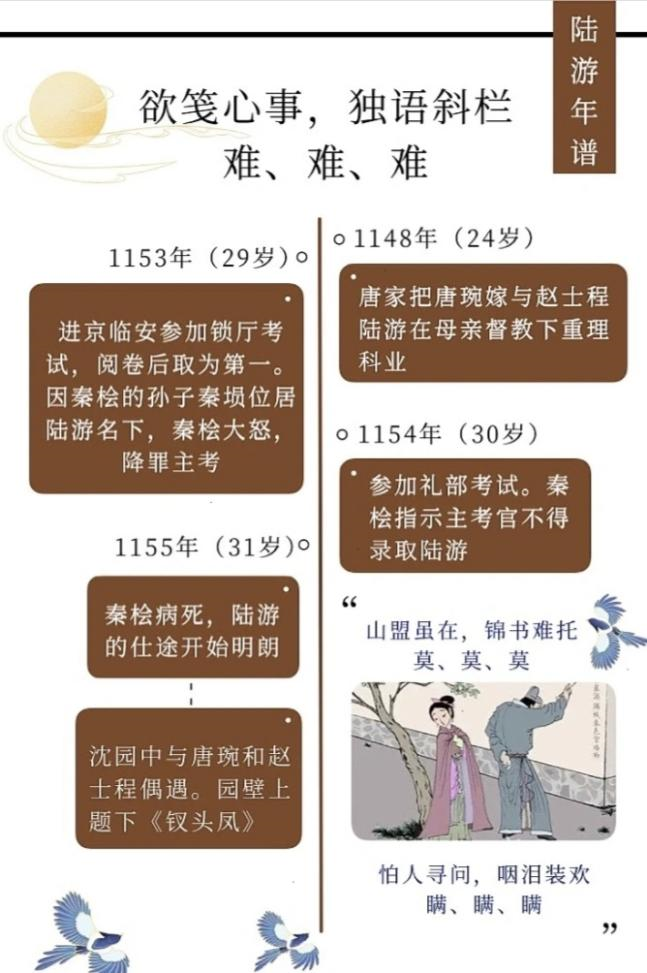 陆游年谱
欲笺心事，独语斜栏
难、难、难
1148年（24岁）
唐家把唐琬嫁与赵士程
陆游在母亲督教下重理
科业
1153年（29岁）
进京临安参加锁厅考
试，阅卷后取为第一。
因秦桧的孙子秦埙位居
陆游名下，秦桧大怒，
降罪主考
1154年（30岁）
参加礼部考试。秦
桧指示主考官不得
录取陆游
1155年（31岁）
秦桧病死，陆游
的仕途开始明朗
沈园中与唐琬和赵
士程偶遇。园壁上
题下《钗头凤》
“
山盟虽在，锦书难托
莫、莫、莫
怕人寻问，咽泪装欢
瞒、瞒、瞒
”